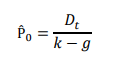 P̂₀ = Dₜ / (k − g)